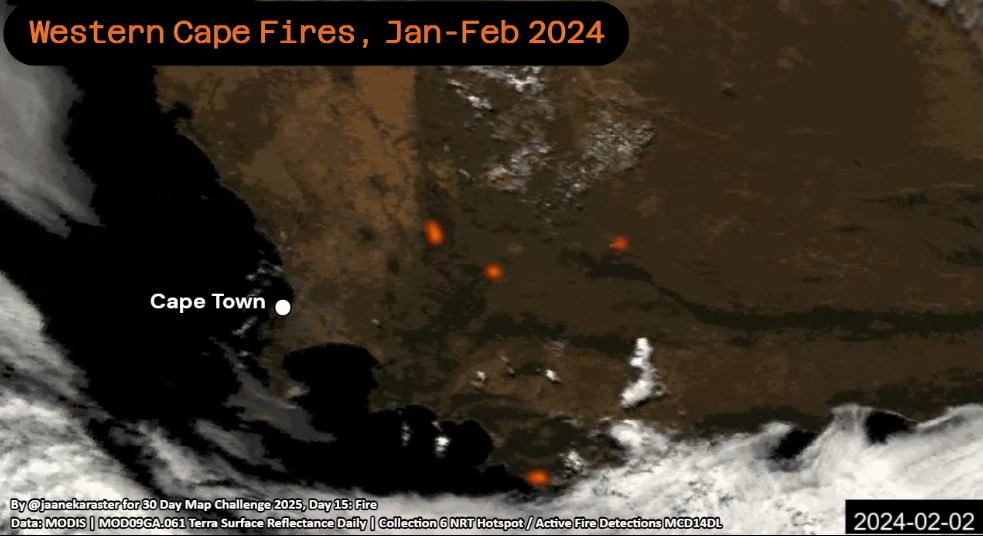 Western Cape Fires, Jan-Feb 2024
Cape Town
By @jaanekaraster for 30 Day Map Challenge 2025, Day 15: Fire
Data: MODIS | MOD09GA.061 Terra Surface Reflectance Daily | Collection 6 NRT Hotspot / Active Fire Detections MCD14DL
2024-02-02